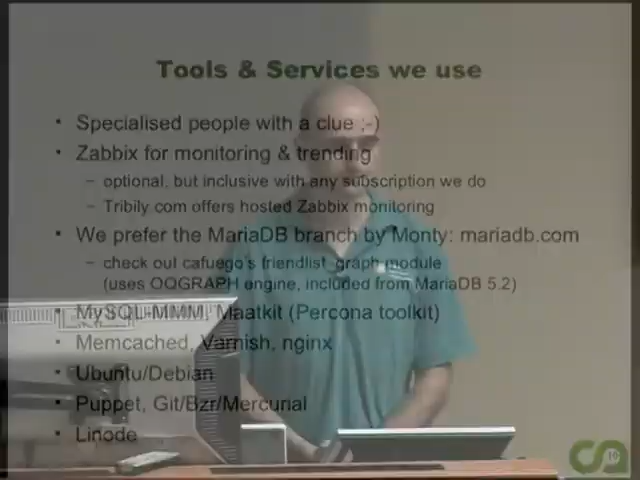 Tools & Services we use
• Specialised people with a clue ;-)
• Zabbix for monitoring & trending
– optional, but inclusive with any subscription we do
– Tribily.com offers hosted Zabbix monitoring
• We prefer the MariaDB branch by Monty: mariadb.com
– check out cafuego's friendlist_graph module
(uses OQGRAPH engine, included from MariaDB 5.2)
• MySQL-MMM, Maatkit (Percona toolkit)
• Memcached, Varnish, nginx
• Ubuntu/Debian
• Puppet, Git/Bzr/Mercurial
• Linode